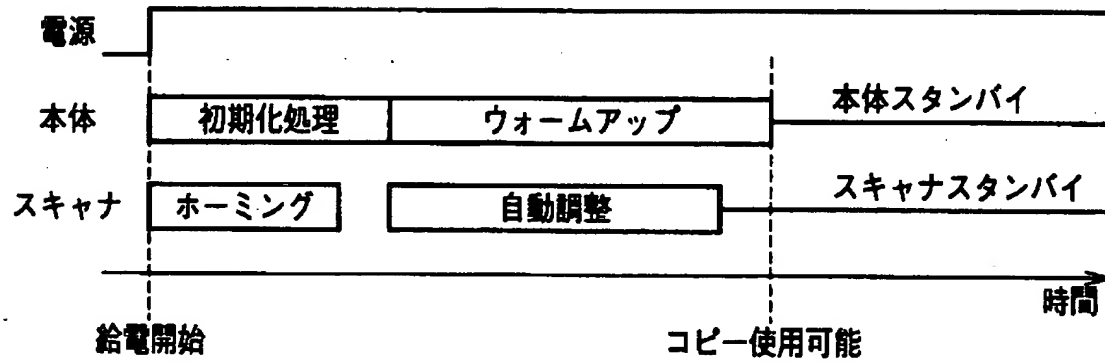 電源
本体
初期化処理
ウォームアップ
本体スタンバイ
スキャナ
ホーミング
自動調整
スキャナスタンバイ
時間
給電開始
コピー使用可能